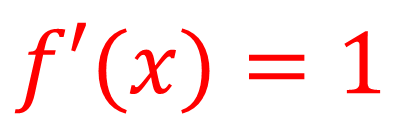 f′(x) = 1